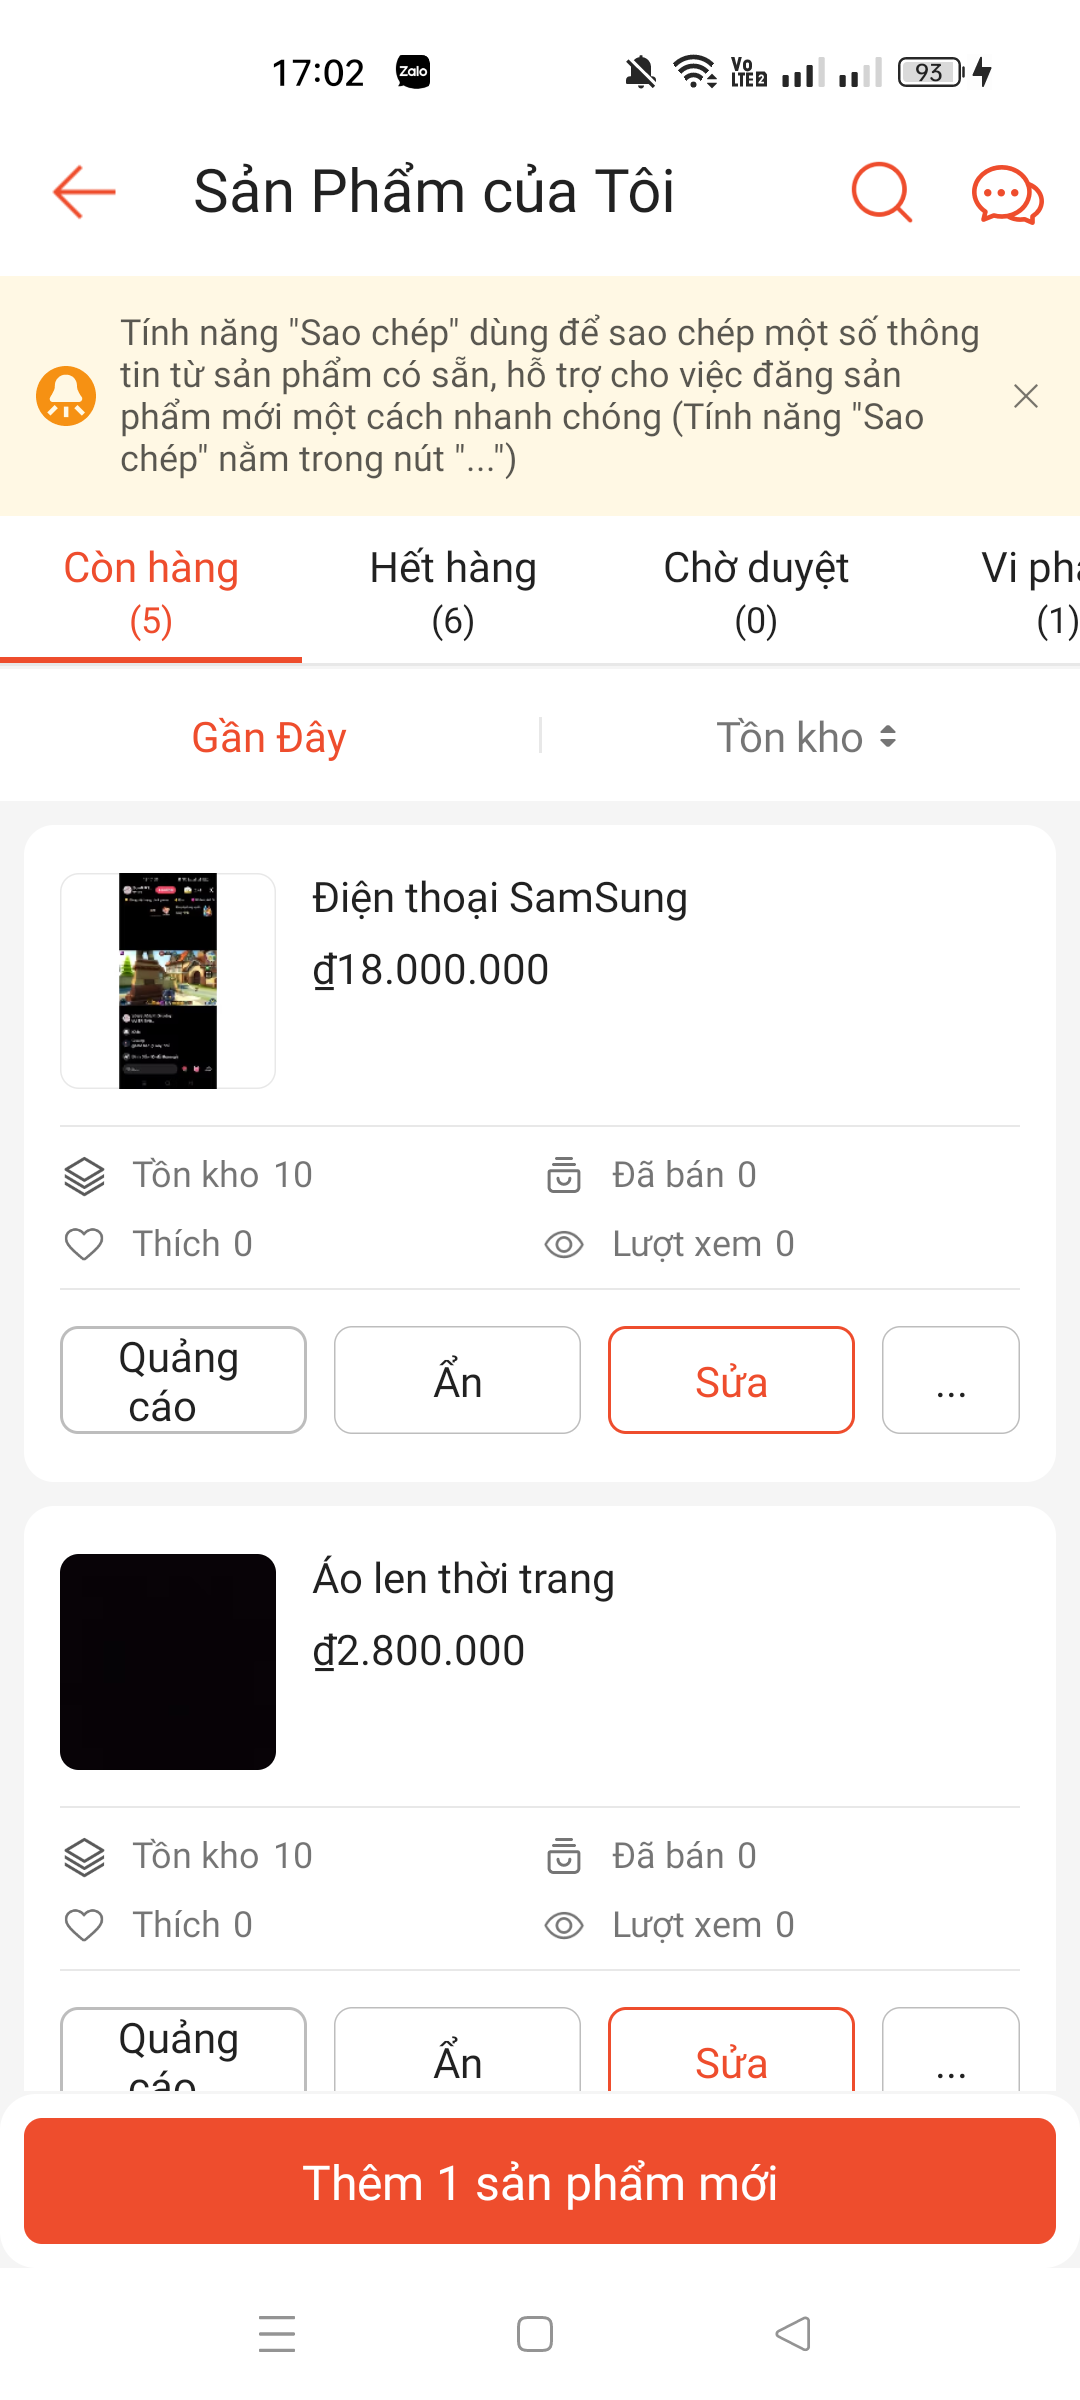 17:02
Zalo
Vo
LTE2
93
Sản Phẩm của Tôi
Tính năng "Sao chép" dùng để sao chép một số thông
tin từ sản phẩm có sẵn, hỗ trợ cho việc đăng sản
phẩm mới một cách nhanh chóng (Tính năng "Sao
chép" nằm trong nút "...")
Còn hàng
(5)
Hết hàng
(6)
Chờ duyệt
(0)
Vi phạ
(1)
Gần Đây
Tồn kho
Điện thoại SamSung
₫18.000.000
Tồn kho 10
Đã bán 0
Thích 0
Lượt xem 0
Quảng
cáo
Ẩn
Sửa
...
Áo len thời trang
₫2.800.000
Tồn kho 10
Đã bán 0
Thích 0
Lượt xem 0
Quảng
cáo
Ẩn
Sửa
...
Thêm 1 sản phẩm mới